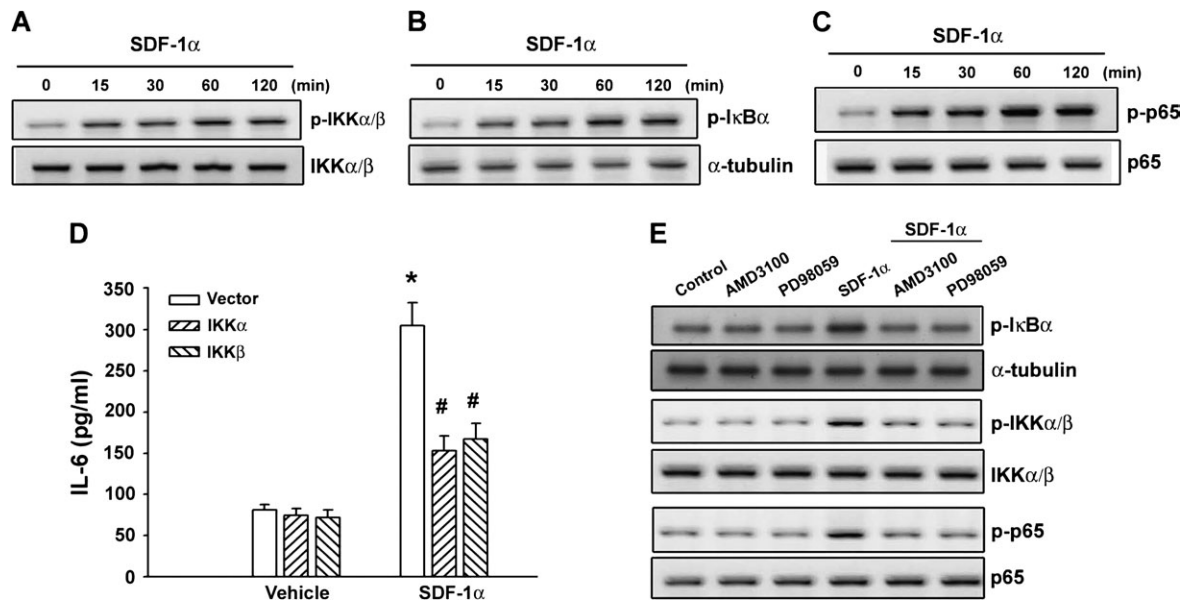 A
SDF-1α
0 15 30 60 120 (min)
p-IKKα/β
IKKα/β
B
SDF-1α
0 15 30 60 120 (min)
p-IκBα
α-tubulin
C
SDF-1α
0 15 30 60 120 (min)
p-p65
p65
D
350
300
250
200
150
100
50
0
IL-6 (pg/ml)
Vector
IKKα
IKKβ
*
# #
Vehicle SDF-1α
E
SDF-1α
Control AMD3100 PD98059 SDF-1α AMD3100 PD98059
p-IκBα
α-tubulin
p-IKKα/β
IKKα/β
p-p65
p65